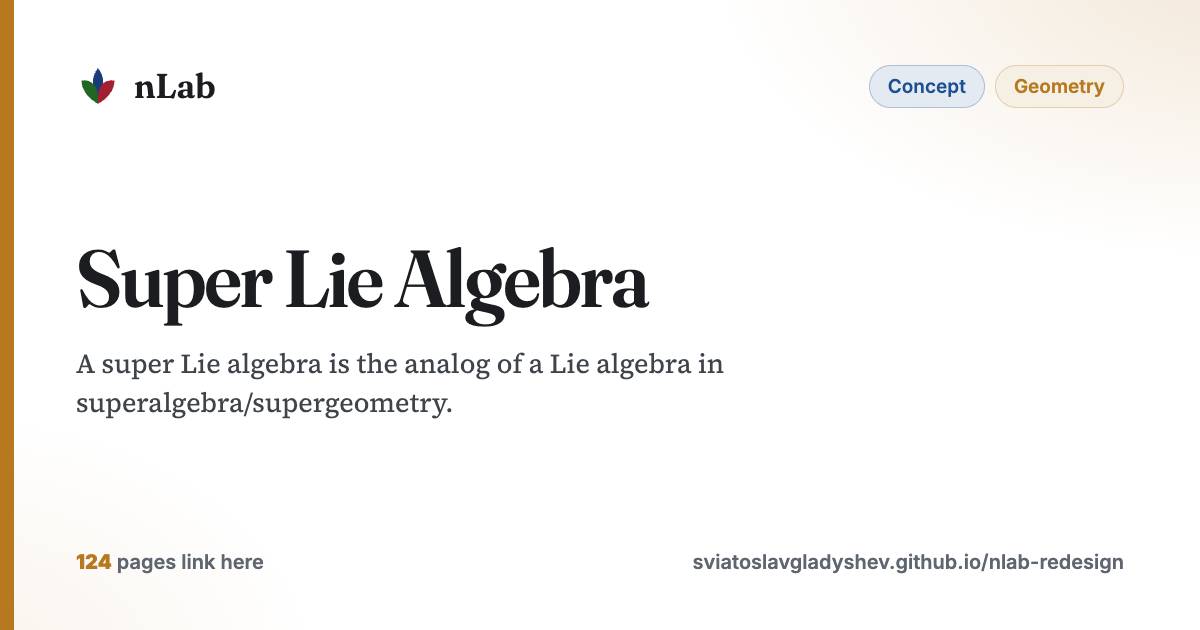 nLab
Concept
Geometry
Super Lie Algebra
A super Lie algebra is the analog of a Lie algebra in
superalgebra/supergeometry.
124 pages link here
sviatoslavgladyshev.github.io/nlab-redesign